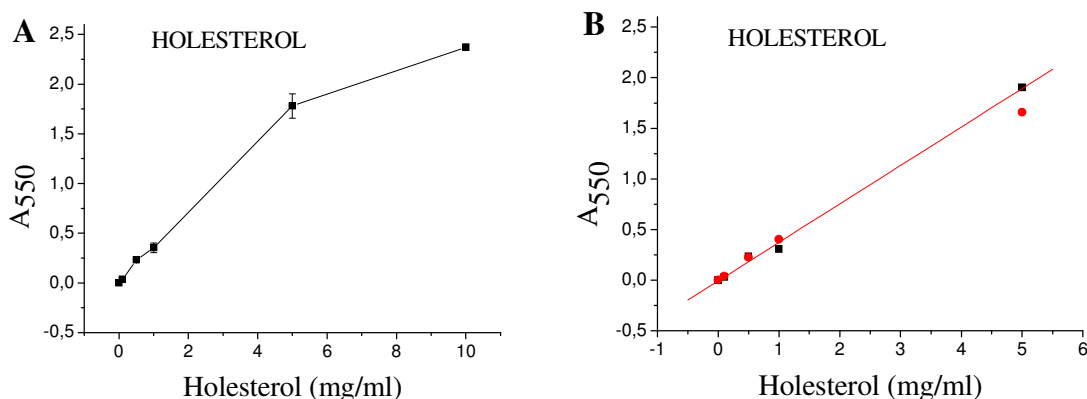 A
HOLESTEROL
2,5
2,0
1,5
1,0
0,5
0,0
-0,5
A550
0 2 4 6 8 10
Holesterol (mg/ml)
B
HOLESTEROL
2,5
2,0
1,5
1,0
0,5
0,0
-0,5
A550
-1 0 1 2 3 4 5 6
Holesterol (mg/ml)